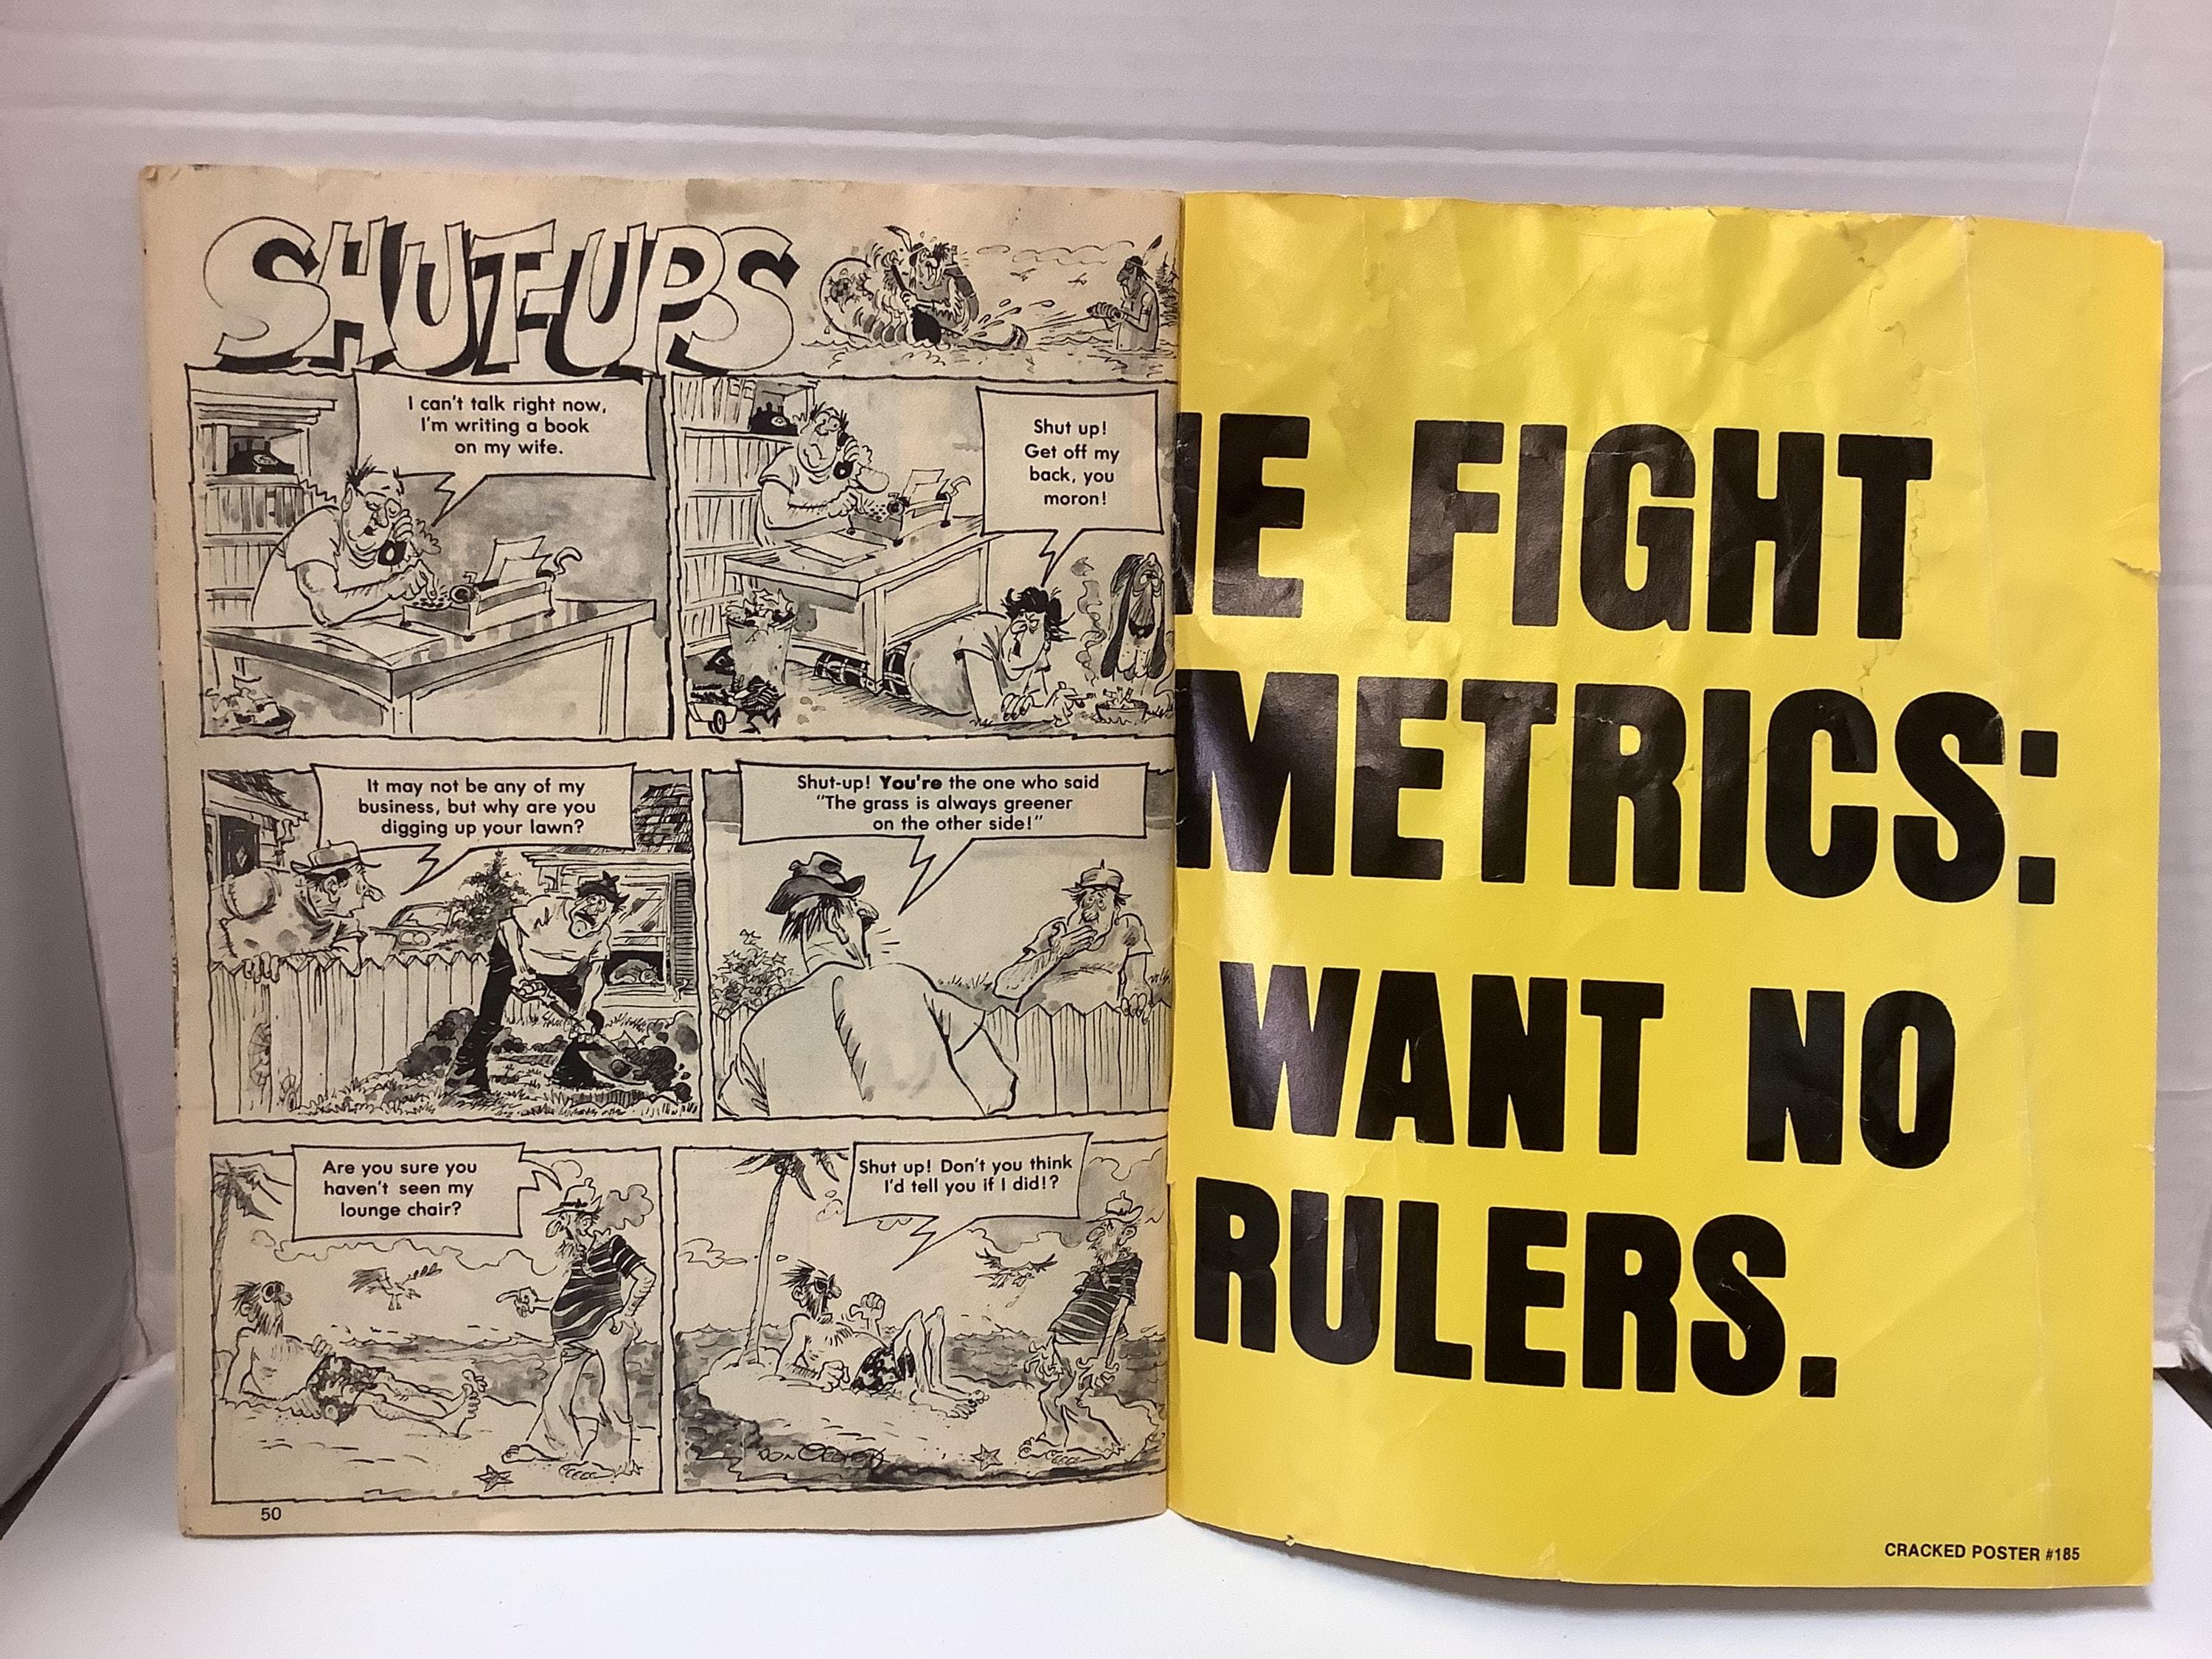 SHUT-UPS
I can't talk right now,
I'm writing a book
on my wife.
Shut up!
Get off my
back, you
moron!
It may not be any of my
business, but why are you
digging up your lawn?
Shut-up! You're the one who said
"The grass is always greener
on the other side!"
Are you sure you
haven't seen my
lounge chair?
Shut up! Don't you think
I'd tell you if I did!?
DON OREHEK
50
E FIGHT
METRICS:
WANT NO
RULERS.
CRACKED POSTER #185